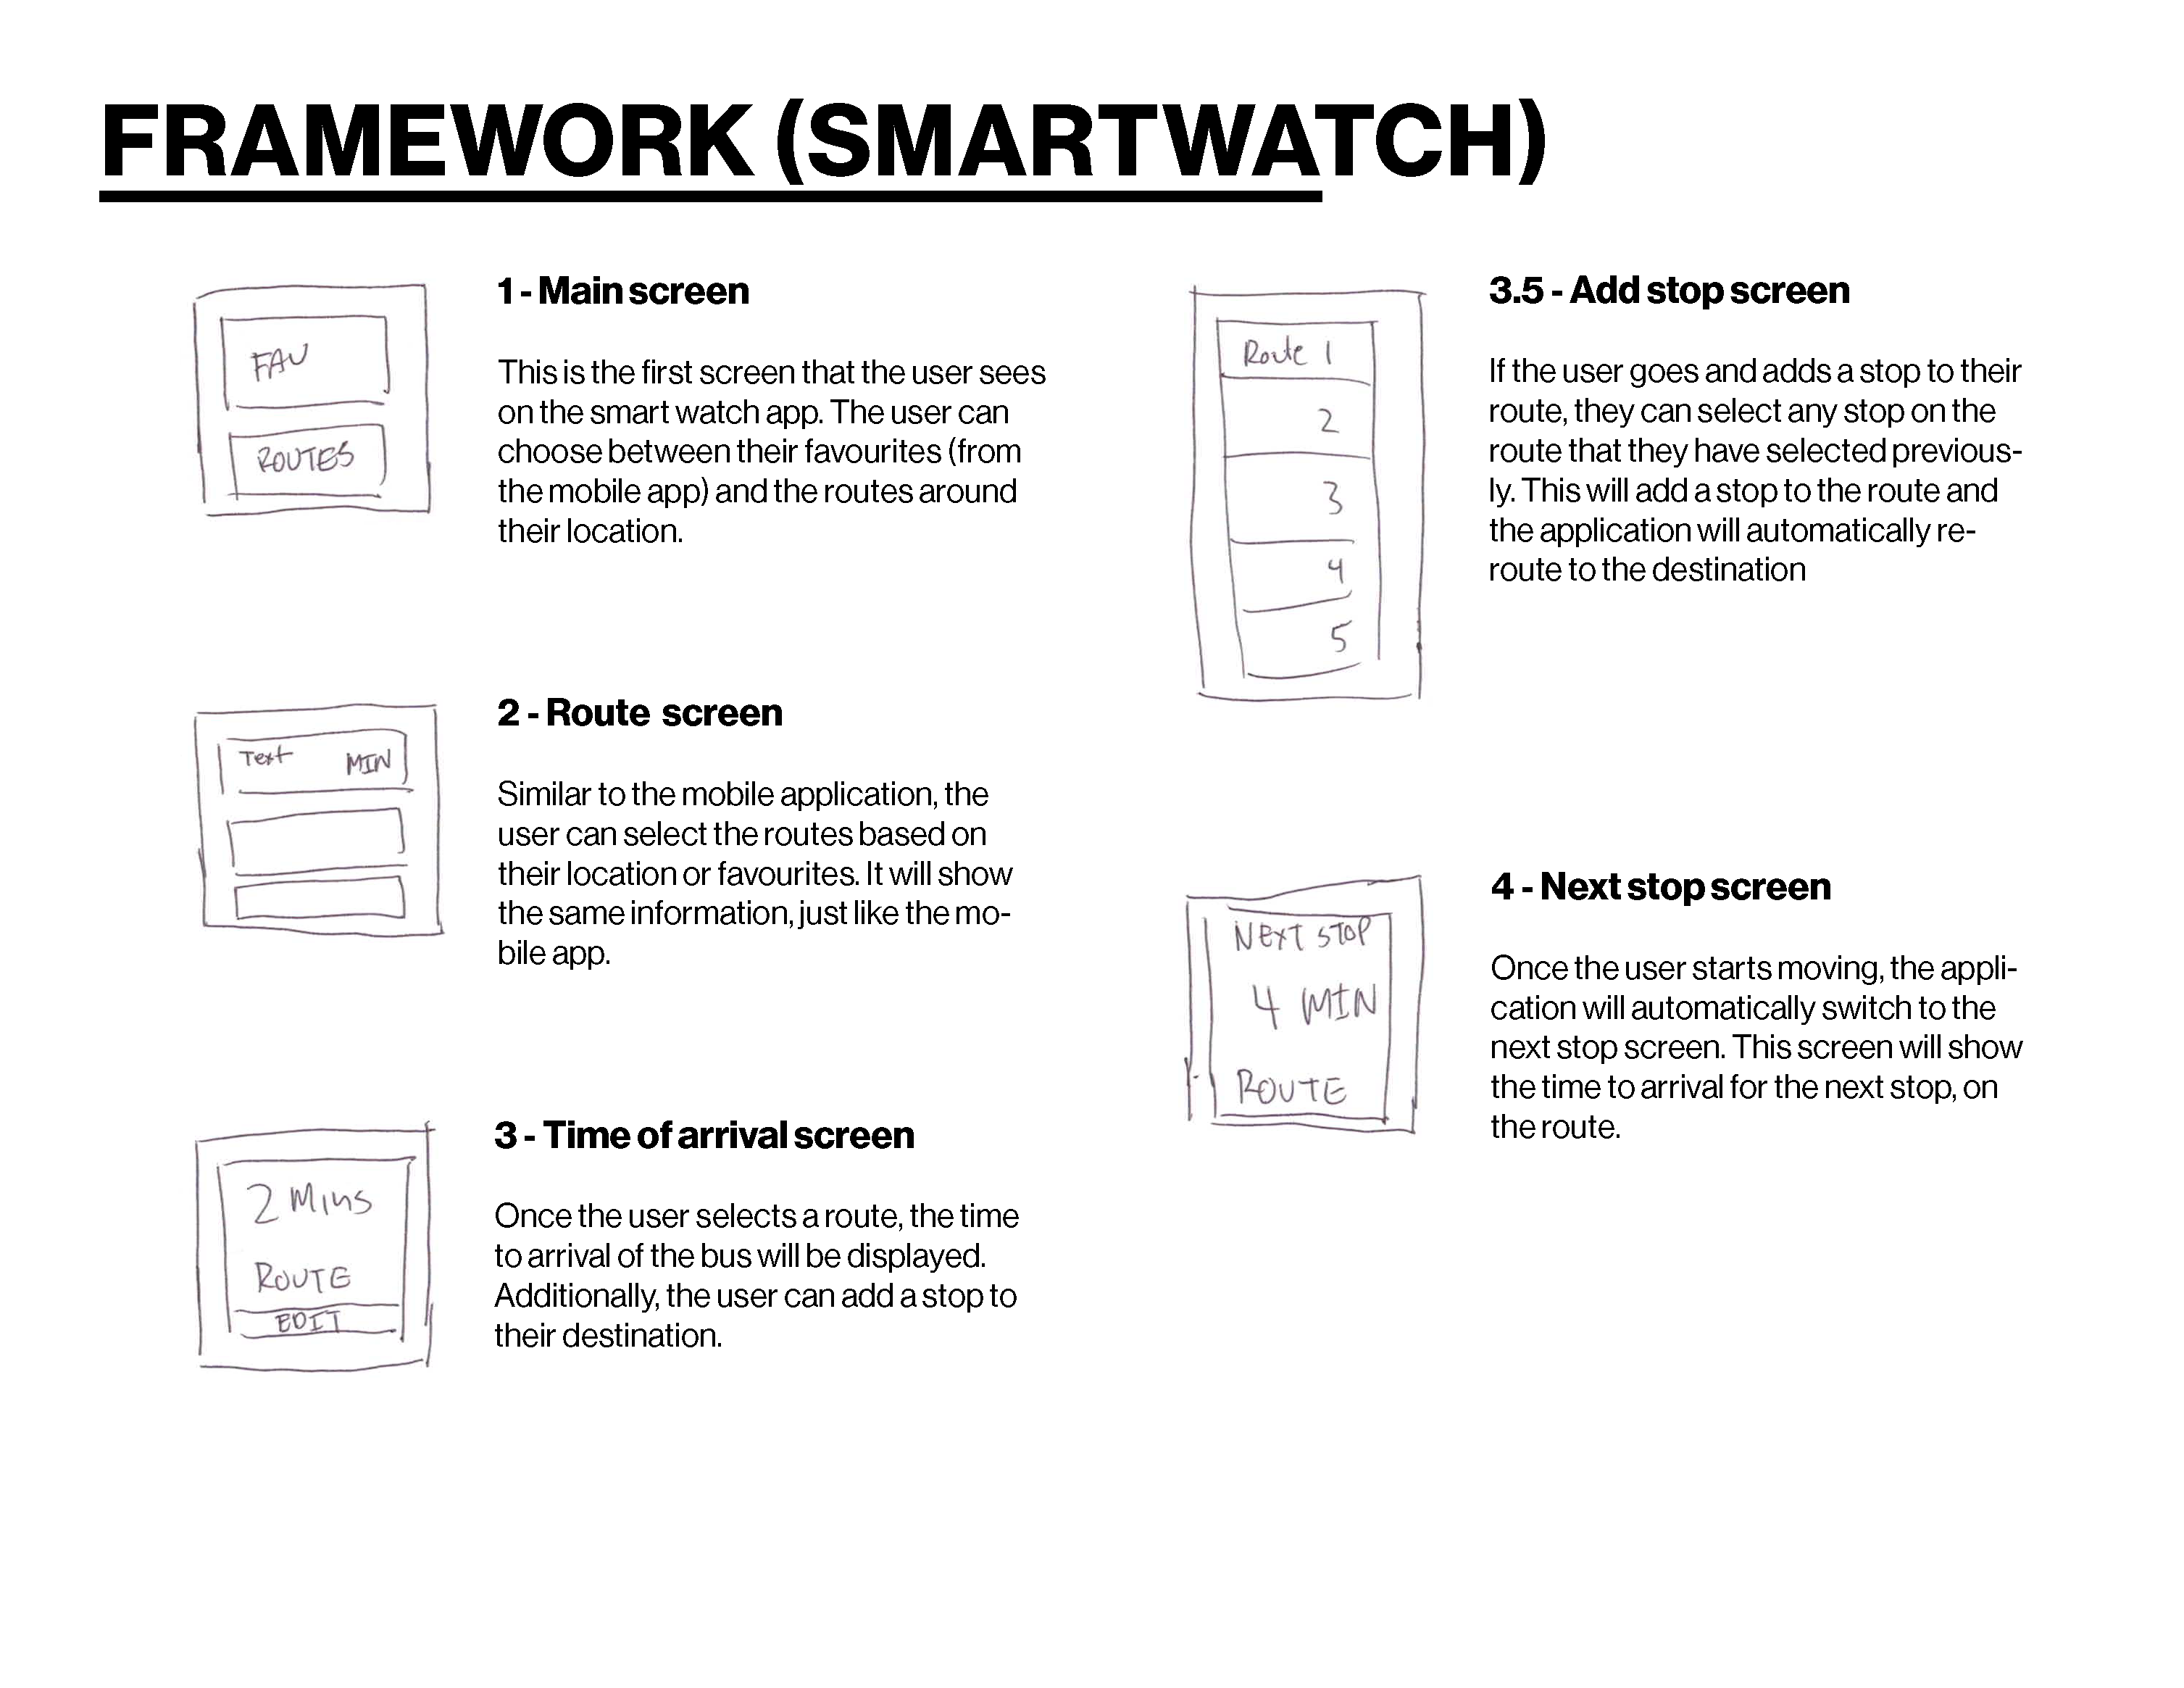 FRAMEWORK (SMARTWATCH)
FAV
ROUTES
1 - Main screen
This is the first screen that the user sees
on the smart watch app. The user can
choose between their favourites (from
the mobile app) and the routes around
their location.
Text MIN
2 - Route screen
Similar to the mobile application, the
user can select the routes based on
their location or favourites. It will show
the same information, just like the mo-
bile app.
2 Mins
ROUTE
EDIT
3 - Time of arrival screen
Once the user selects a route, the time
to arrival of the bus will be displayed.
Additionally, the user can add a stop to
their destination.
Route 1
2
3
4
5
3.5 - Add stop screen
If the user goes and adds a stop to their
route, they can select any stop on the
route that they have selected previous-
ly. This will add a stop to the route and
the application will automatically re-
route to the destination
NEXT STOP
4 MIN
ROUTE
4 - Next stop screen
Once the user starts moving, the appli-
cation will automatically switch to the
next stop screen. This screen will show
the time to arrival for the next stop, on
the route.